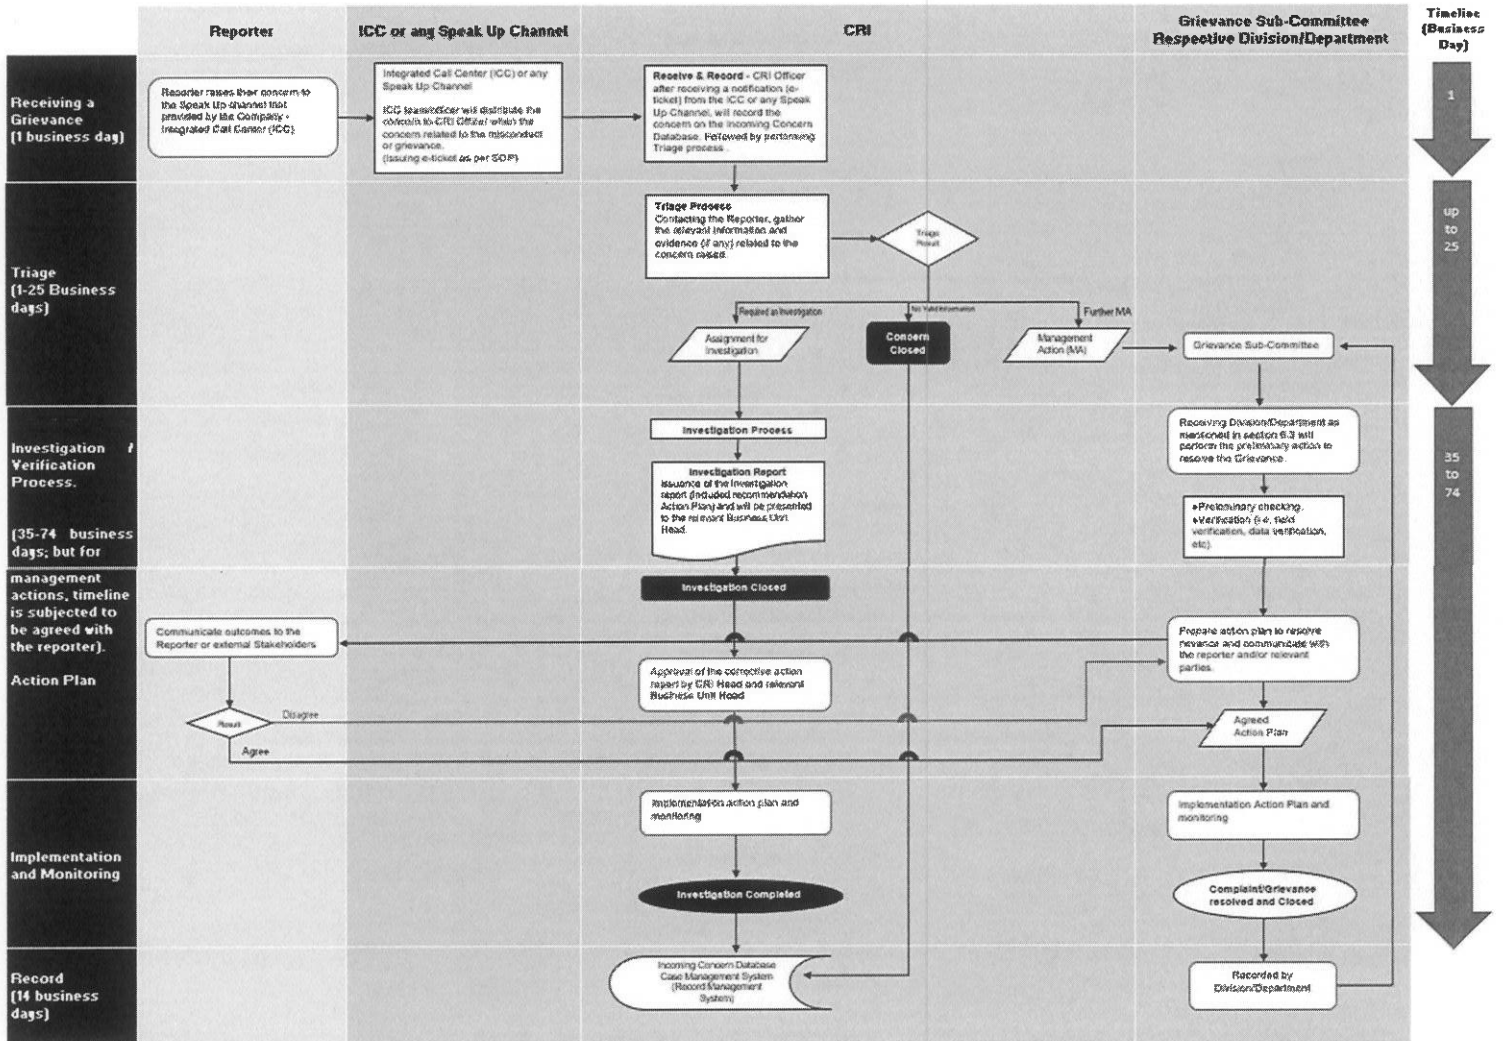 Reporter
ICC or any Speak Up Channel
CRI
Grievance Sub-Committee
Respective Division/Department
Timeline
(Business
Day)
Receiving a
Grievance
(1 business day)
Reporter raises their concern to
the Speak Up channel that
provided by the Company -
Integrated Call Center (ICC)
Integrated Call Center (ICC) or any
Speak Up Channel
ICC team/officer will distribute the
concern to CRI Officer when the
concern related to the misconduct
or grievance.
(Issuing e-ticket as per SOP)
Receive & Record - CRI Officer
after receiving a notification (e-
ticket) from the ICC or any Speak
Up Channel, will record the
concern on the Incoming Concern
Database. Followed by performing
Triage process .
1
Triage
(1-25 Business
days)
Triage Process
Contacting the Reporter, gather
the relevant information and
evidence (if any) related to the
concern raised.
Triage
Result
up
to
25
Required an Investigation
No Valid Information
Further MA
Assignment for
Investigation
Concern
Closed
Management
Action (MA)
Grievance Sub-Committee
Investigation /
Verification
Process.
(35-74 business
days; but for
management
actions, timeline
is subjected to
be agreed with
the reporter).
Action Plan
Investigation Process
Investigation Report
Issuance of the Investigation
report (included recommendation
Action Plan) and will be presented
to the relevant Business Unit
Head.
Investigation Closed
Receiving Division/Department as
mentioned in section 6.3 will
perform the preliminary action to
resolve the Grievance.
•Preliminary checking.
•Verification (i.e. field
verification, data verification,
etc).
35
to
74
Communicate outcomes to the
Reporter or external Stakeholders
Approval of the corrective action
report by CRI Head and relevant
Business Unit Head
Prepare action plan to resolve
and communicate with
the reporter and/or relevant
parties.
Result
Disagree
Agree
Agreed
Action Plan
Implementation
and Monitoring
Implementation action plan and
monitoring
Implementation Action Plan and
monitoring
Investigation Completed
Complaint/Grievance
resolved and Closed
Record
(14 business
days)
Incoming Concern Database
Case Management System
(Record Management
System)
Recorded by
Division/Department